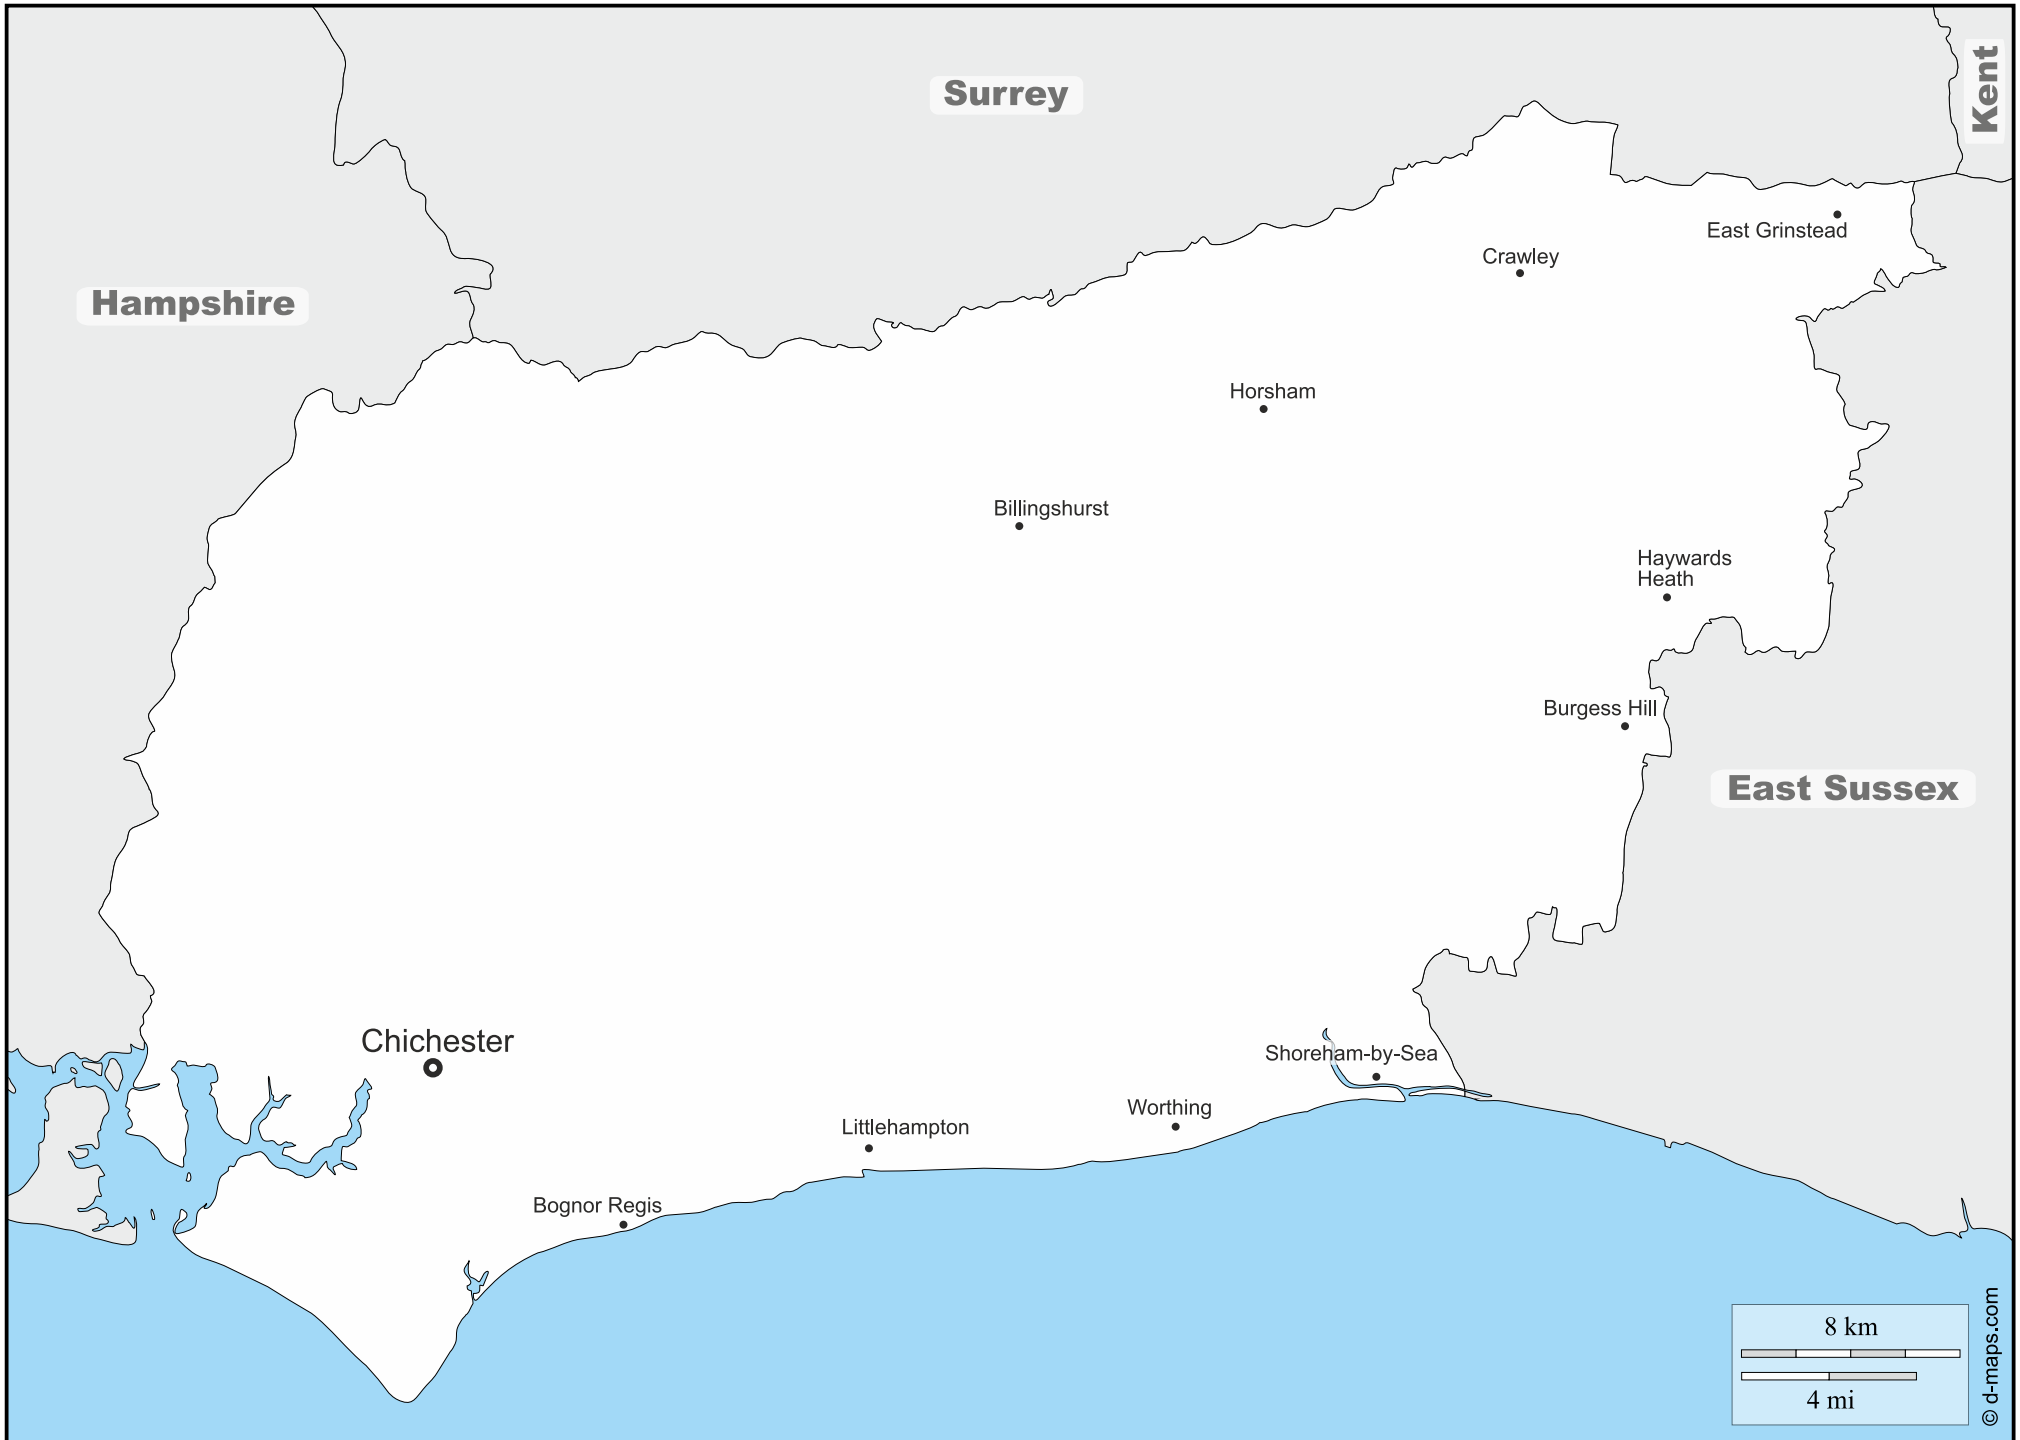 Surrey
Kent
Hampshire
East Grinstead
Crawley
Horsham
Billingshurst
Haywards
Heath
Burgess Hill
East Sussex
Chichester
Shoreham-by-Sea
Worthing
Littlehampton
Bognor Regis
8 km
4 mi
© d-maps.com